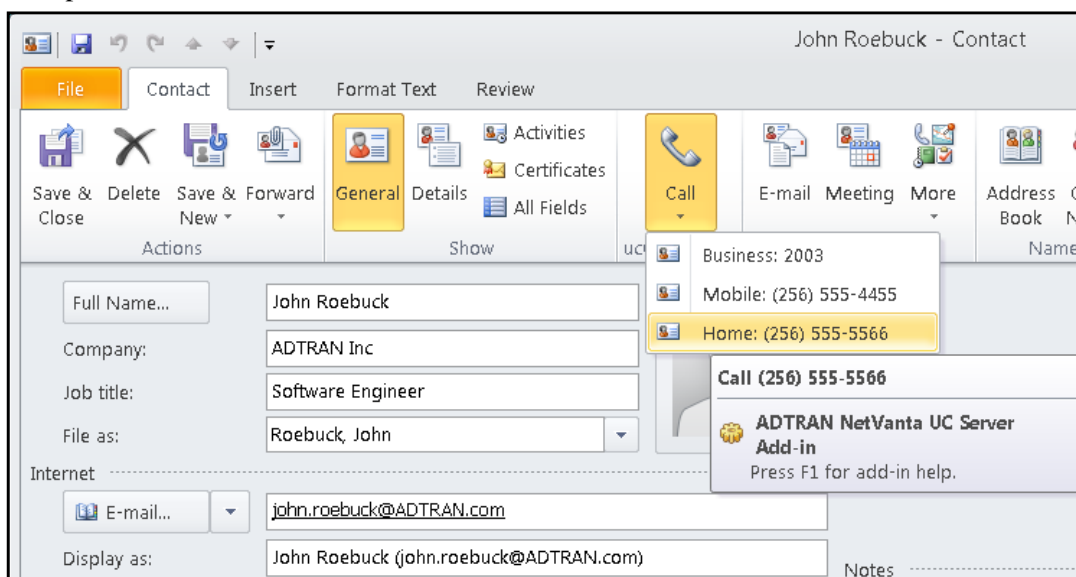 John Roebuck - Contact
File Contact Insert Format Text Review
Save & Close
Delete
Save & New
Forward
Actions
General
Details
Activities
Certificates
All Fields
Show
Call
E-mail
Meeting
More
Address Book
Name
Business: 2003
Mobile: (256) 555-4455
Home: (256) 555-5566
Call (256) 555-5566
ADTRAN NetVanta UC Server
Add-in
Press F1 for add-in help.
Full Name... John Roebuck
Company: ADTRAN Inc
Job title: Software Engineer
File as: Roebuck, John
Internet
E-mail... john.roebuck@ADTRAN.com
Display as: John Roebuck (john.roebuck@ADTRAN.com)
Notes